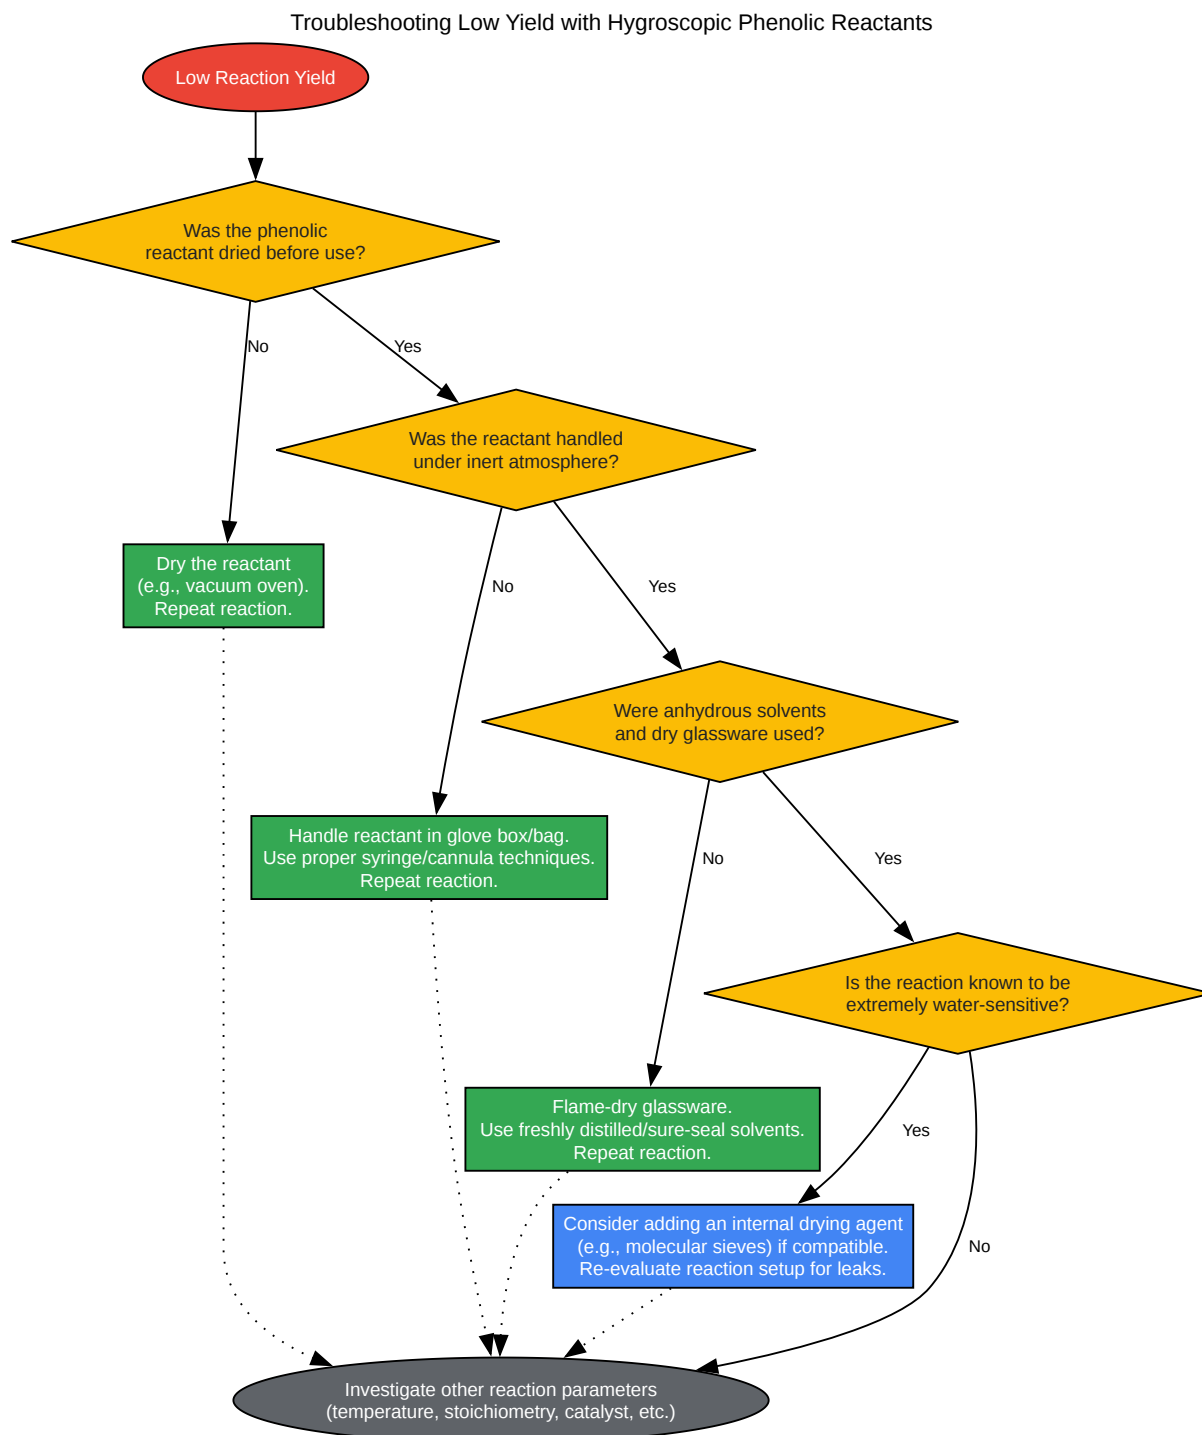 Troubleshooting Low Yield with Hygroscopic Phenolic Reactants
Low Reaction Yield
Was the phenolic
reactant dried before use?
No
Yes
Was the reactant handled
under inert atmosphere?
Dry the reactant
(e.g., vacuum oven).
Repeat reaction.
No
Yes
Were anhydrous solvents
and dry glassware used?
Handle reactant in glove box/bag.
Use proper syringe/cannula techniques.
Repeat reaction.
No
Yes
Is the reaction known to be
extremely water-sensitive?
Flame-dry glassware.
Use freshly distilled/sure-seal solvents.
Repeat reaction.
Yes
Consider adding an internal drying agent
(e.g., molecular sieves) if compatible.
Re-evaluate reaction setup for leaks.
No
Investigate other reaction parameters
(temperature, stoichiometry, catalyst, etc.)